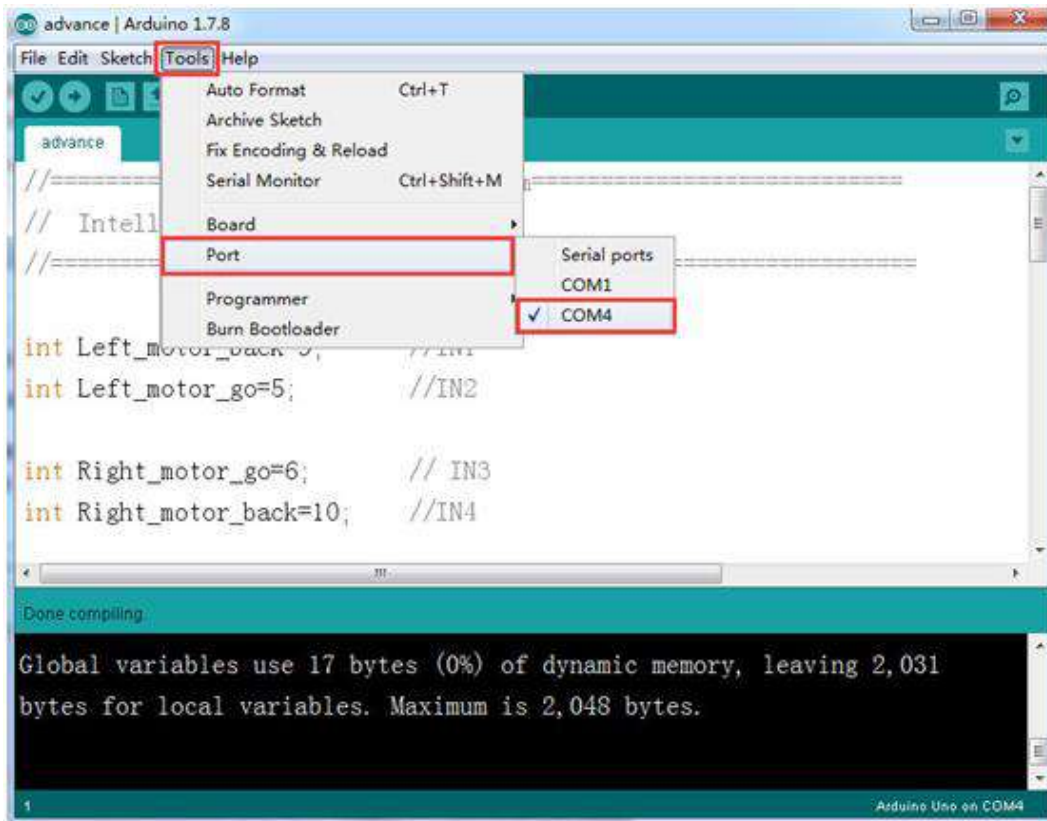 advance | Arduino 1.7.8
File Edit Sketch Tools Help
Auto Format Ctrl+T
Archive Sketch
Fix Encoding & Reload
Serial Monitor Ctrl+Shift+M
Board
Port
Programmer
Burn Bootloader
Serial ports
COM1
✓ COM4
advance
//=========== n==============================
// Intell
//=========== ====================
int Left_motor_back 9; //IN1
int Left_motor_go=5; //IN2
int Right_motor_go=6; // IN3
int Right_motor_back=10; //IN4
Done compiling.
Global variables use 17 bytes (0%) of dynamic memory, leaving 2,031
bytes for local variables. Maximum is 2,048 bytes.
1 Arduino Uno on COM4